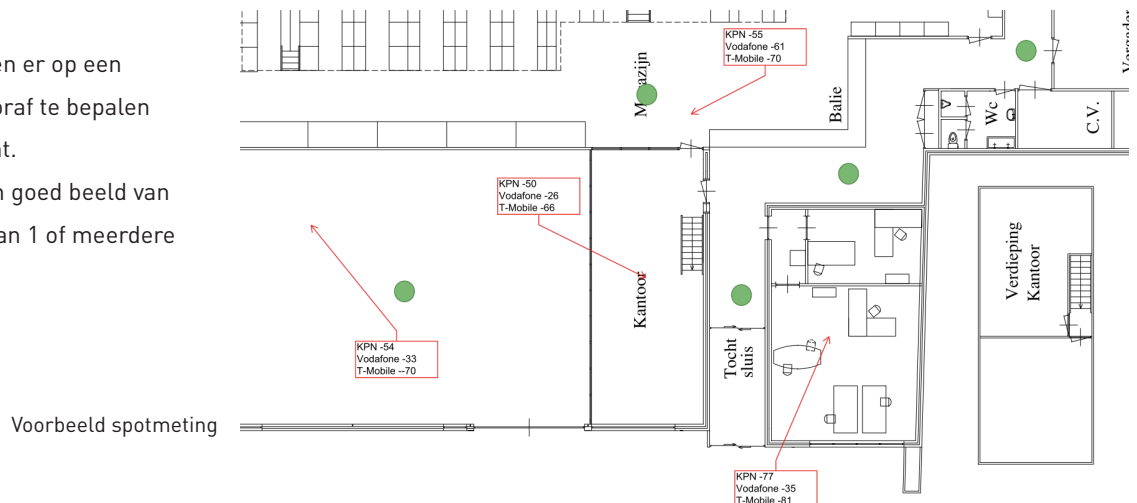 en er op een
oraf te bepalen
nt.
n goed beeld van
an 1 of meerdere
Voorbeeld spotmeting
KPN -55
Vodafone -61
T-Mobile -70
KPN -50
Vodafone -26
T-Mobile -66
KPN -54
Vodafone -33
T-Mobile --70
KPN -77
Vodafone -35
T-Mobile -81
Balie
Wc
C.V.
Kantoor
Tocht
sluis
Verdieping
Kantoor